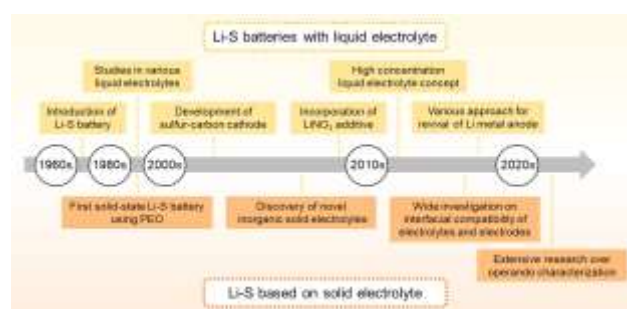 Li-S batteries with liquid electrolyte
Studies in various
liquid electrolytes
High concentration
liquid electrolyte concept
Introduction of
Li-S battery
Development of
sulfur-carbon cathode
Incorporation of
LiNO₃ additive
Various approach for
revival of Li metal anode
1960s
1980s
2000s
2010s
2020s
First solid-state Li-S battery
using PEO
Discovery of novel
inorganic solid electrolytes
Wide investigation on
interfacial compatibility of
electrolytes and electrodes
Extensive research over
operando characterization
Li-S based on solid electrolyte